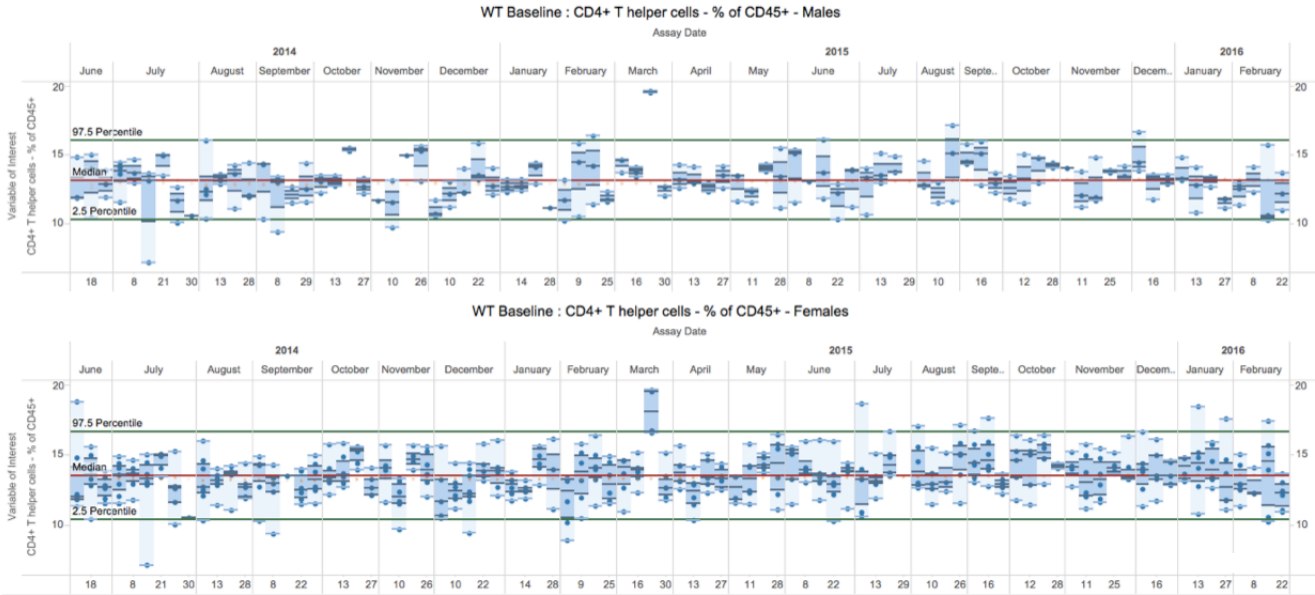 WT Baseline : CD4+ T helper cells - % of CD45+ - Males
Assay Date
2014 2015 2016
June July August September October November December January February March April May June July August Septe.. October November Decem.. January February
Variable of Interest
CD4+ T helper cells - % of CD45+
20 20
97.5 Percentile
15 15
Median
2.5 Percentile
10 10
18 8 21 30 13 28 8 29 13 27 10 26 10 22 14 28 9 25 16 30 13 27 11 28 11 22 13 29 10 16 12 28 11 25 16 13 27 8 22
WT Baseline : CD4+ T helper cells - % of CD45+ - Females
Assay Date
2014 2015 2016
June July August September October November December January February March April May June July August Septe.. October November Decem.. January February
Variable of Interest
CD4+ T helper cells - % of CD45+
20 20
97.5 Percentile
15 15
Median
2.5 Percentile
10 10
18 8 21 30 13 28 8 22 13 27 10 26 10 22 14 28 9 25 16 30 13 27 11 28 8 22 13 29 10 26 16 12 28 11 25 16 13 27 8 22